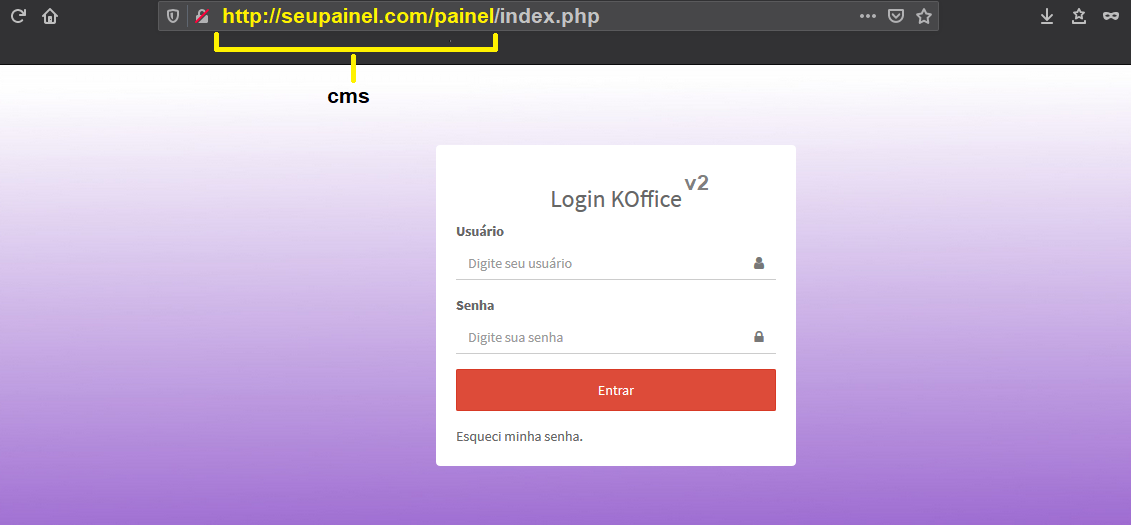 http://seupainel.com/painel/index.php
cms
Login KOffice v2
Usuário
Digite seu usuário
Senha
Digite sua senha
Entrar
Esqueci minha senha.